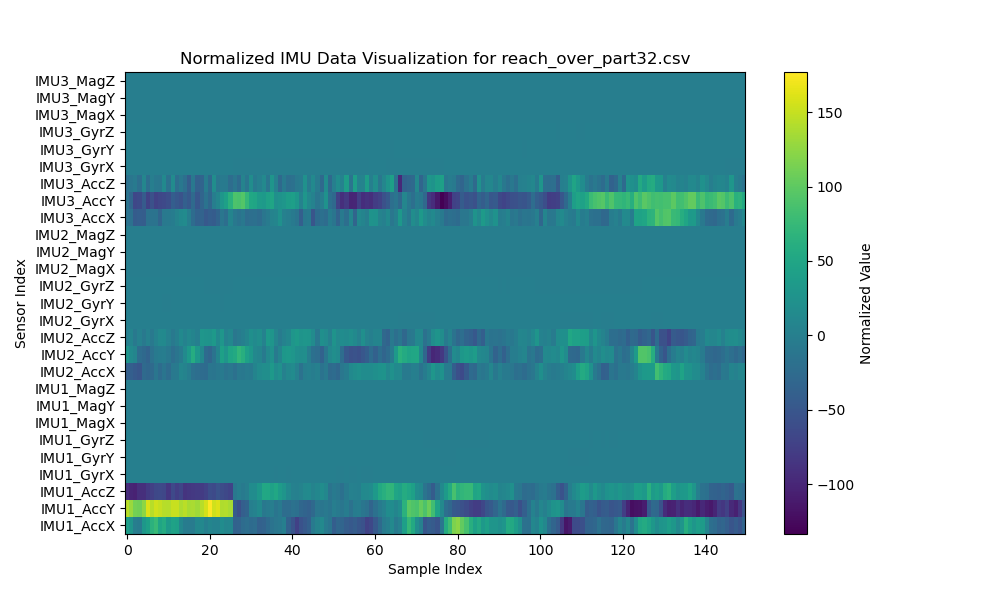 Normalized IMU Data Visualization for reach_over_part32.csv
IMU3_MagZ
IMU3_MagY
IMU3_MagX
IMU3_GyrZ
IMU3_GyrY
IMU3_GyrX
IMU3_AccZ
IMU3_AccY
IMU3_AccX
IMU2_MagZ
IMU2_MagY
IMU2_MagX
IMU2_GyrZ
IMU2_GyrY
IMU2_GyrX
IMU2_AccZ
IMU2_AccY
IMU2_AccX
IMU1_MagZ
IMU1_MagY
IMU1_MagX
IMU1_GyrZ
IMU1_GyrY
IMU1_GyrX
IMU1_AccZ
IMU1_AccY
IMU1_AccX
Sensor Index
0 20 40 60 80 100 120 140
Sample Index
150
100
50
0
−50
−100
Normalized Value